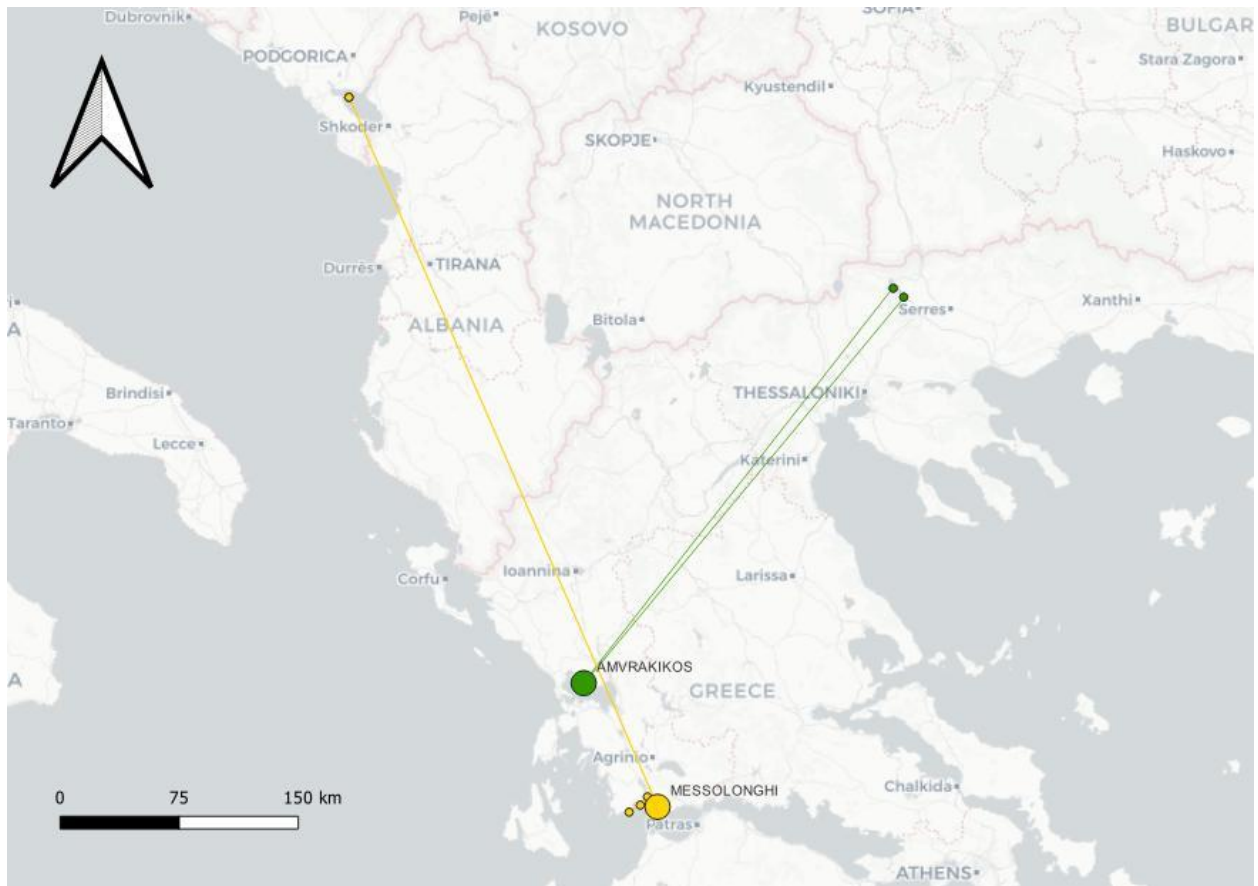 Dubrovnik
Pejë
KOSOVO
SOFIA
BULGAR
PODGORICA
Stara Zagora
Kyustendil
Shkoder
SKOPJE
Haskovo
NORTH
MACEDONIA
TIRANA
Durrës
Serres
Xanthi
Bitola
ALBANIA
A
Brindisi
THESSALONIKI
Taranto
Lecce
Katerini
Ioannina
Corfu
Larissa
AMVRAKIKOS
A
GREECE
Agrinio
Chalkida
MESSOLONGHI
0 75 150 km
Patras
ATHENS